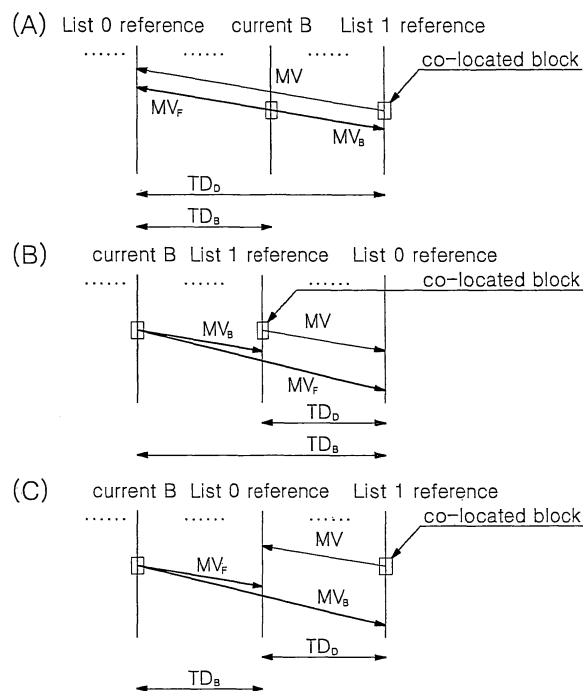 (A) List 0 reference current B List 1 reference
...... ......
co-located block
MV
MVF
MVB
TDD
TDB
(B) current B List 1 reference List 0 reference
...... ...... ......
co-located block
MV
MVB
MVF
TDD
TDB
(C) current B List 0 reference List 1 reference
...... ...... ......
co-located block
MV
MVF
MVB
TDD
TDB